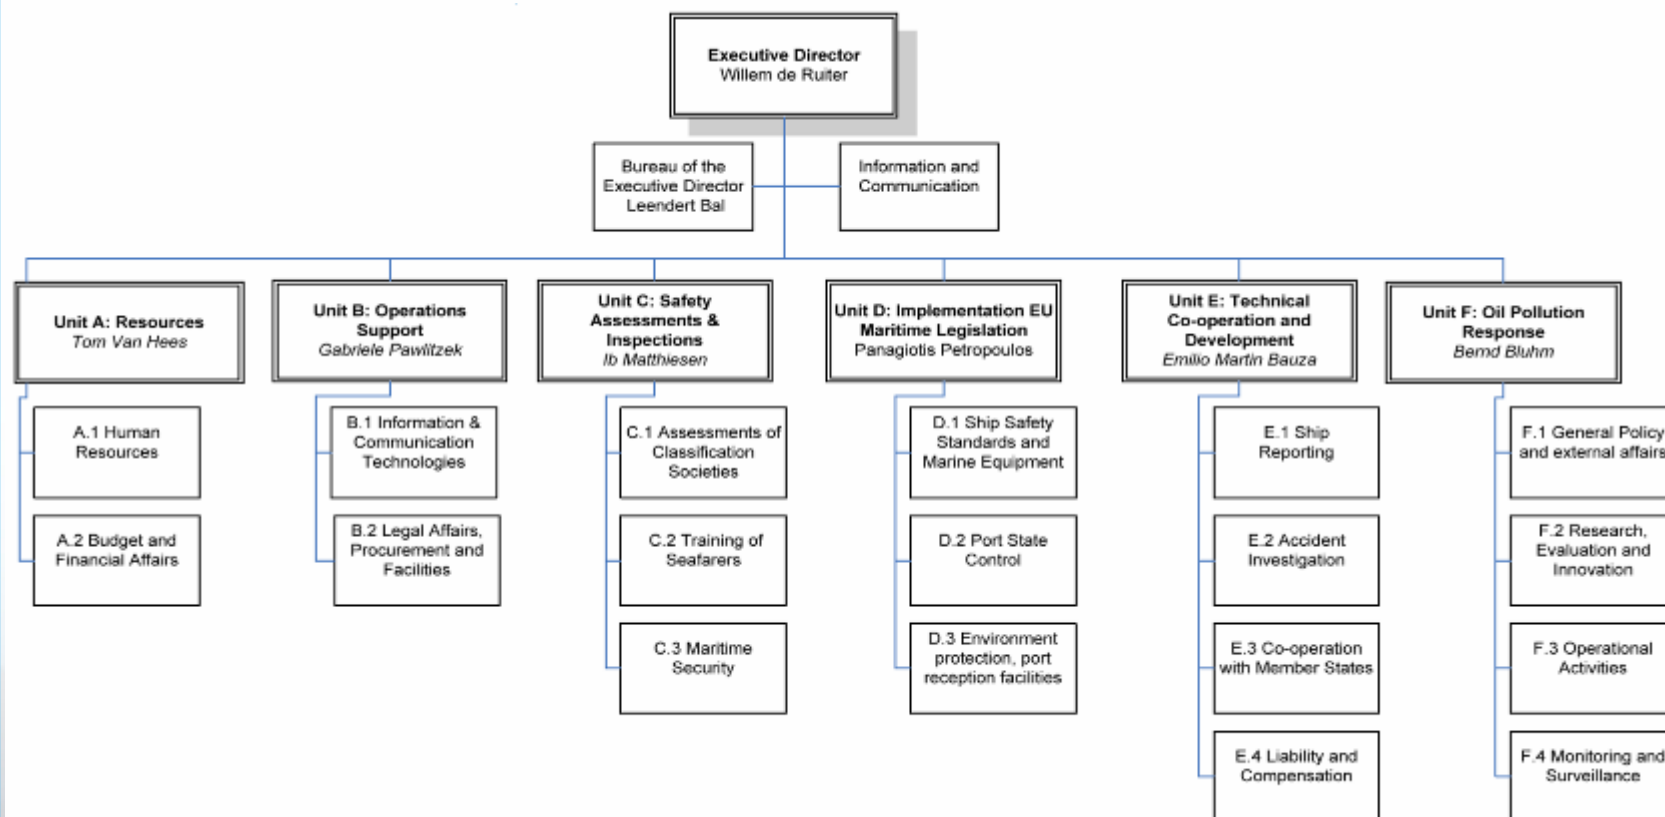 Executive Director
Willem de Ruiter
Bureau of the
Executive Director
Leendert Bal
Information and
Communication
Unit A: Resources
Tom Van Hees
Unit B: Operations
Support
Gabriele Pawlitzek
Unit C: Safety
Assessments &
Inspections
Ib Matthiesen
Unit D: Implementation EU
Maritime Legislation
Panagiotis Petropoulos
Unit E: Technical
Co-operation and
Development
Emilio Martin Bauza
Unit F: Oil Pollution
Response
Bernd Bluhm
A.1 Human
Resources
A.2 Budget and
Financial Affairs
B.1 Information &
Communication
Technologies
B.2 Legal Affairs,
Procurement and
Facilities
C.1 Assessments of
Classification
Societies
C.2 Training of
Seafarers
C.3 Maritime
Security
D.1 Ship Safety
Standards and
Marine Equipment
D.2 Port State
Control
D.3 Environment
protection, port
reception facilities
E.1 Ship
Reporting
E.2 Accident
Investigation
E.3 Co-operation
with Member States
E.4 Liability and
Compensation
F.1 General Policy
and external affairs
F.2 Research,
Evaluation and
Innovation
F.3 Operational
Activities
F.4 Monitoring and
Surveillance